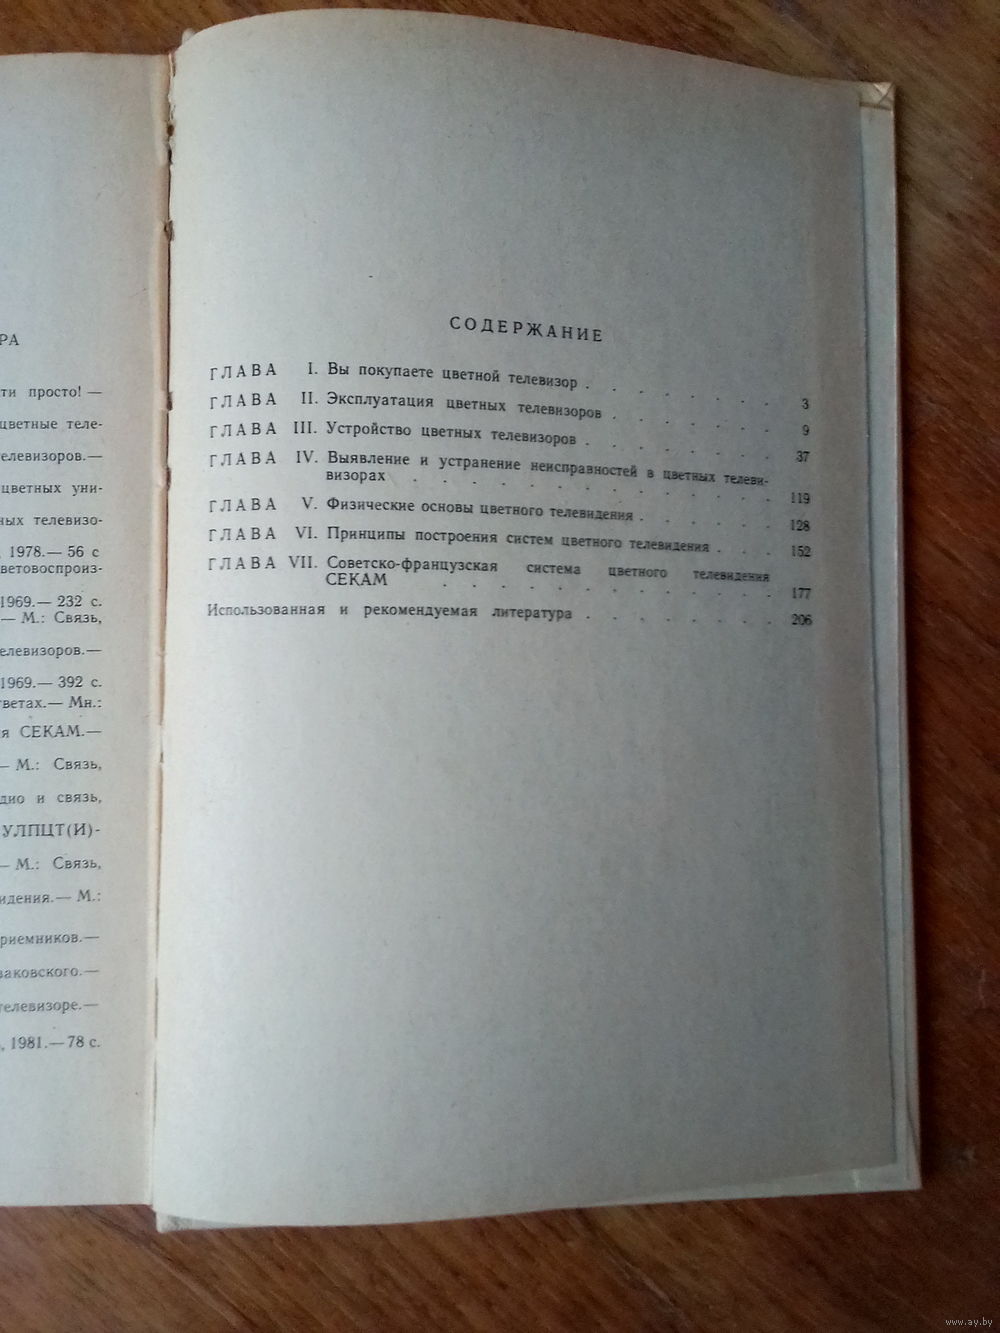 РА
ти просто! —
цветные теле-
елевизоров.—
цветных уни-
ных телевизо-
, 1978.— 56 с
ветовоспроиз-
1969.— 232 с.
— М.: Связь,
елевизоров.—
1969.— 392 с.
ветах.— Мн.:
я СЕКАМ.—
— М.: Связь,
дио и связь,
УЛПЦТ(И)-
— М.: Связь,
идения.— М.:
риемников.—
ваковского.—
телевизоре.—
, 1981.— 78 с.
СОДЕРЖАНИЕ
ГЛАВА I. Вы покупаете цветной телевизор . . . . . . . 3
ГЛАВА II. Эксплуатация цветных телевизоров . . . . . . 9
ГЛАВА III. Устройство цветных телевизоров . . . . . . . 37
ГЛАВА IV. Выявление и устранение неисправностей в цветных телеви-
визорах . . . . . . . . . . . . . 119
ГЛАВА V. Физические основы цветного телевидения . . . . . . 128
ГЛАВА VI. Принципы построения систем цветного телевидения . . . 152
ГЛАВА VII. Советско-французская система цветного телевидения
СЕКАМ . . . . . . . . . . . 177
Использованная и рекомендуемая литература . . . . . . . . 206
www.ay.by